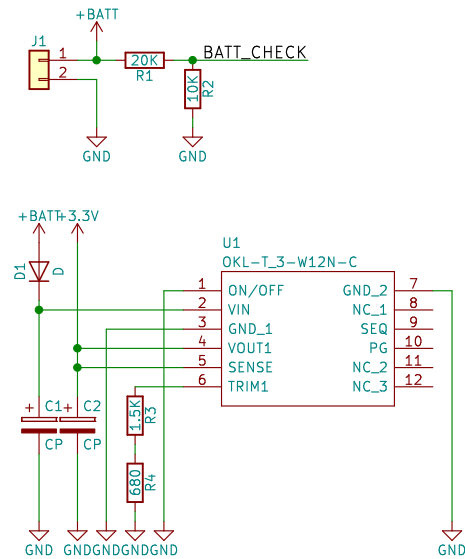 +BATT
J1
1
2
20K
R1
BATT_CHECK
10K
R2
GND
GND
+BATT
+3.3V
D1
D
U1
OKL-T_3-W12N-C
1 ON/OFF GND_2 7
2 VIN NC_1 8
3 GND_1 SEQ 9
4 VOUT1 PG 10
5 SENSE NC_2 11
6 TRIM1 NC_3 12
+ C1 + C2
CP CP
1.5K
R3
680
R4
GND GND GND GND GND GND